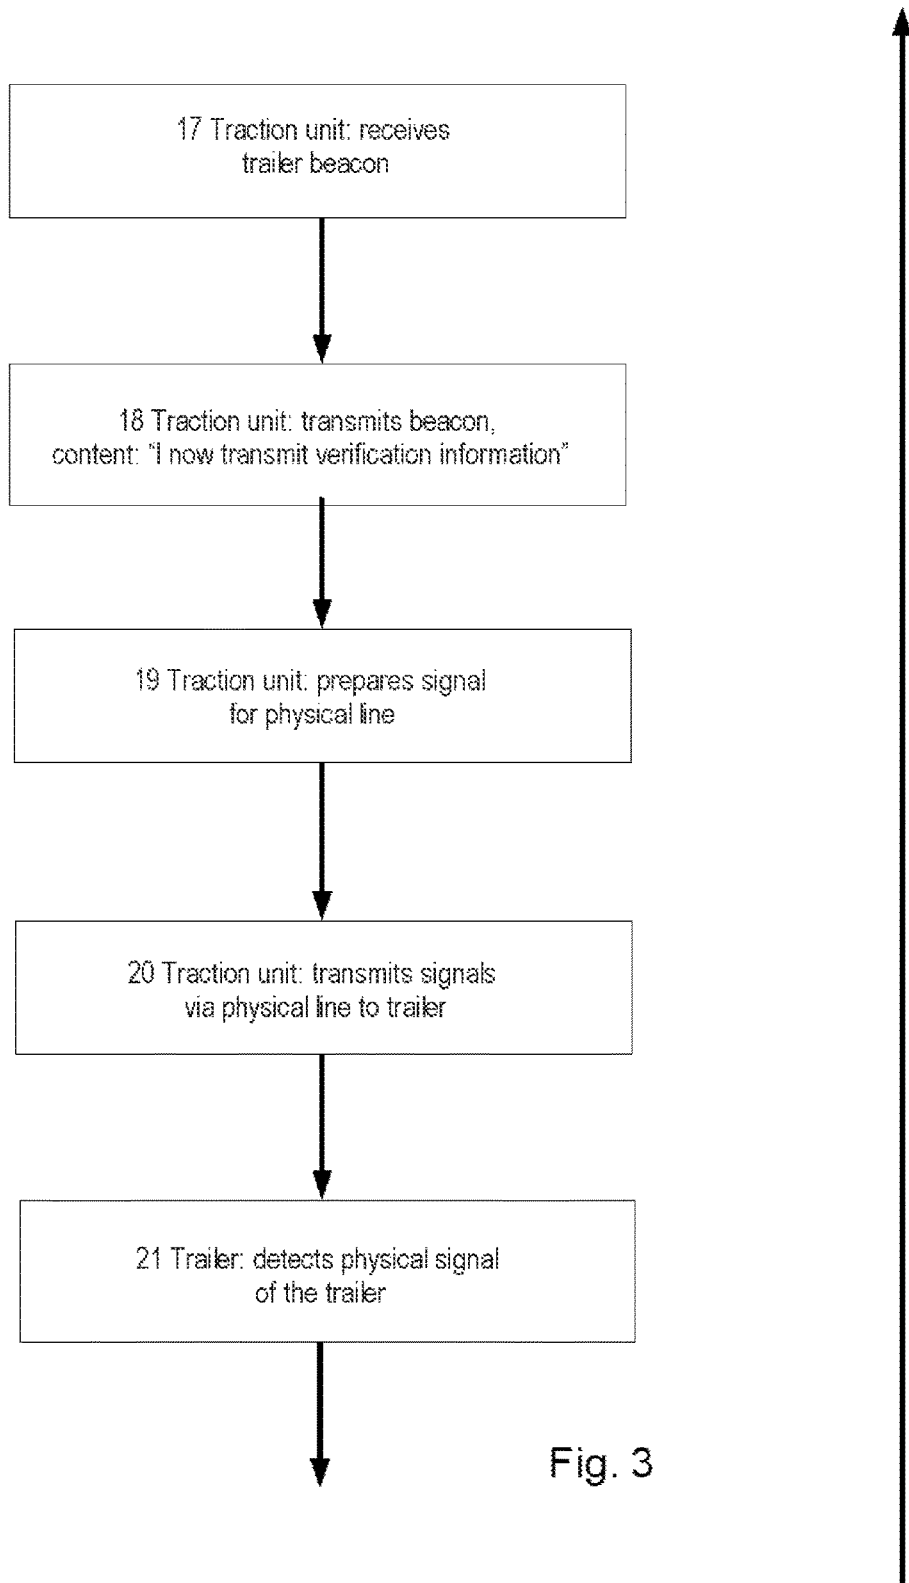 17 Traction unit: receives
trailer beacon
18 Traction unit: transmits beacon,
content: "I now transmit verification information"
19 Traction unit: prepares signal
for physical line
20 Traction unit: transmits signals
via physical line to trailer
21 Trailer: detects physical signal
of the trailer
Fig. 3